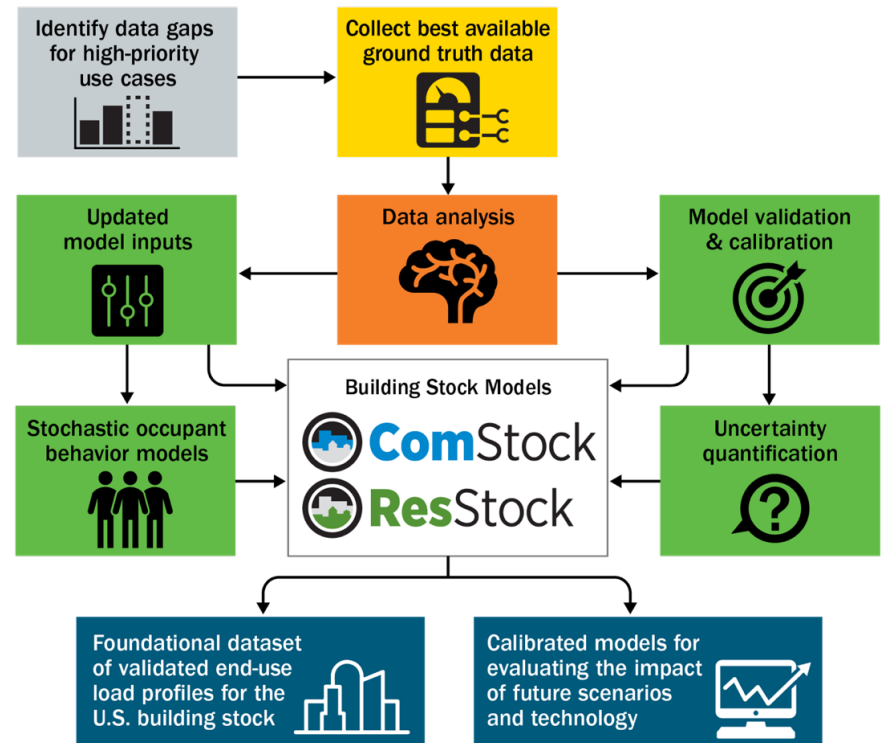 Identify data gaps
for high-priority
use cases
Collect best available
ground truth data
Updated
model inputs
Data analysis
Model validation
& calibration
Stochastic occupant
behavior models
Building Stock Models
ComStock
ResStock
Uncertainty
quantification
?
Foundational dataset
of validated end-use
load profiles for the
U.S. building stock
Calibrated models for
evaluating the impact
of future scenarios
and technology